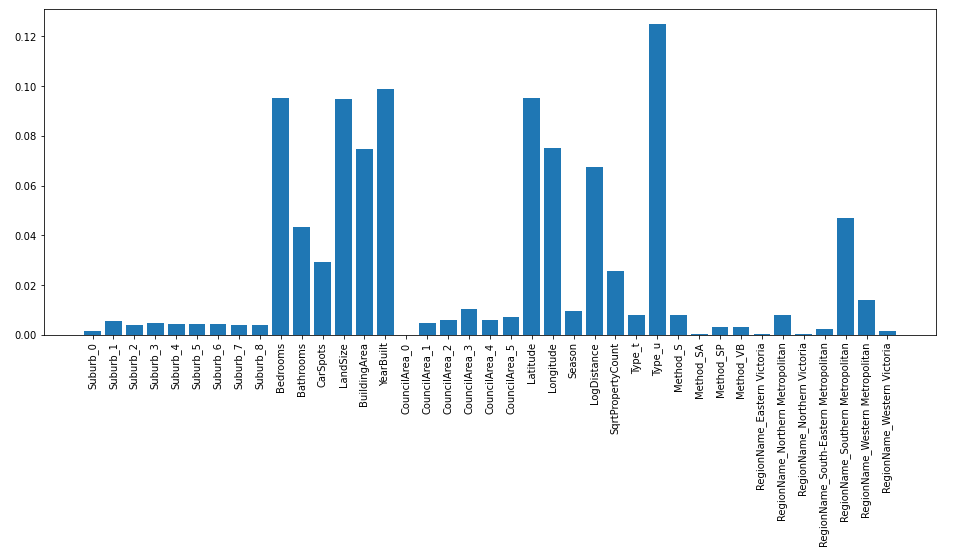 0.12
0.10
0.08
0.06
0.04
0.02
0.00
Suburb_0
Suburb_1
Suburb_2
Suburb_3
Suburb_4
Suburb_5
Suburb_6
Suburb_7
Suburb_8
Bedrooms
Bathrooms
CarSpots
LandSize
BuildingArea
YearBuilt
CouncilArea_0
CouncilArea_1
CouncilArea_2
CouncilArea_3
CouncilArea_4
CouncilArea_5
Latitude
Longitude
Season
LogDistance
SqrtPropertyCount
Type_t
Type_u
Method_S
Method_SA
Method_SP
Method_VB
RegionName_Eastern Victoria
RegionName_Northern Metropolitan
RegionName_Northern Victoria
RegionName_South-Eastern Metropolitan
RegionName_Southern Metropolitan
RegionName_Western Metropolitan
RegionName_Western Victoria